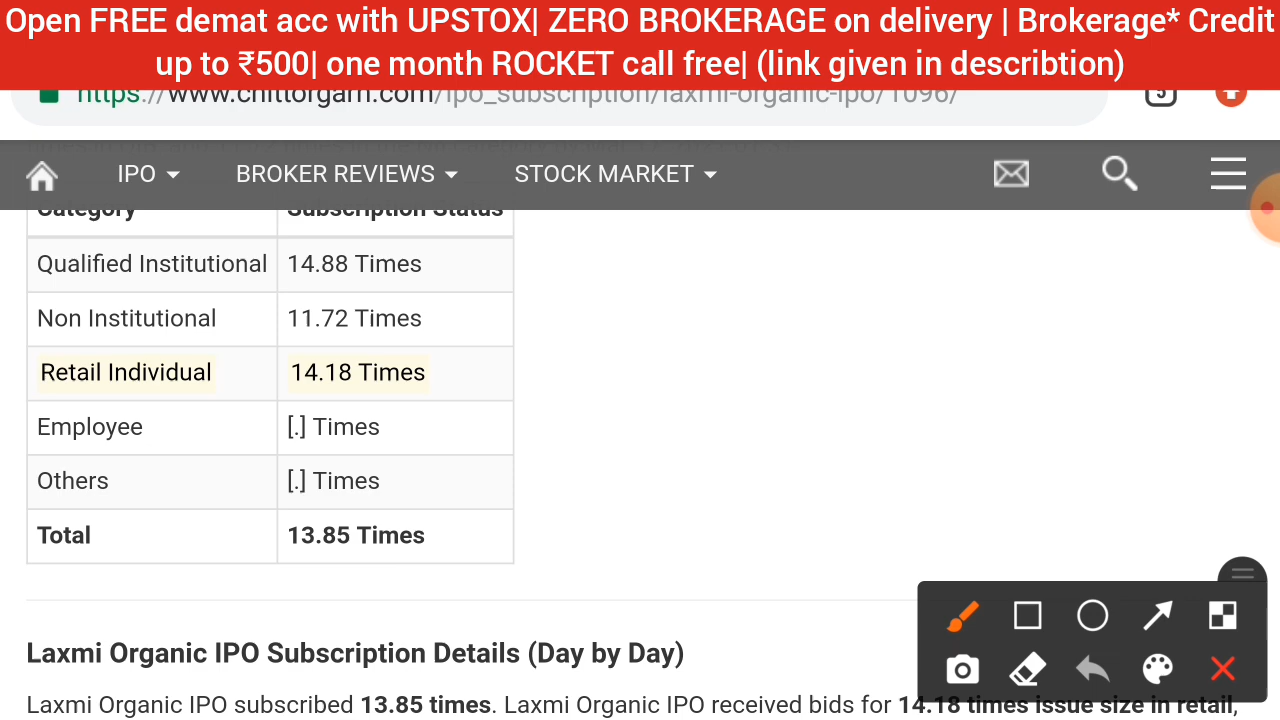 Open FREE demat acc with UPSTOX| ZERO BROKERAGE on delivery | Brokerage* Credit
up to ₹500| one month ROCKET call free| (link given in describtion)
https://www.chittorgarh.com/ipo_subscription/laxmi-organic-ipo/1096/
5
IPO BROKER REVIEWS STOCK MARKET
Category Subscription Status
Qualified Institutional 14.88 Times
Non Institutional 11.72 Times
Retail Individual 14.18 Times
Employee [.] Times
Others [.] Times
Total 13.85 Times
Laxmi Organic IPO Subscription Details (Day by Day)
Laxmi Organic IPO subscribed 13.85 times. Laxmi Organic IPO received bids for 14.18 times issue size in retail,